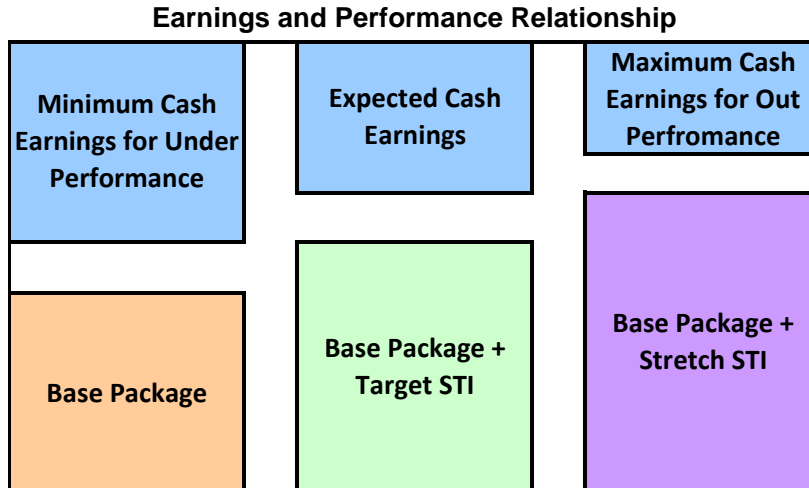 Earnings and Performance Relationship
Minimum Cash
Earnings for Under
Performance
Expected Cash
Earnings
Maximum Cash
Earnings for Out
Perfromance
Base Package
Base Package +
Target STI
Base Package +
Stretch STI